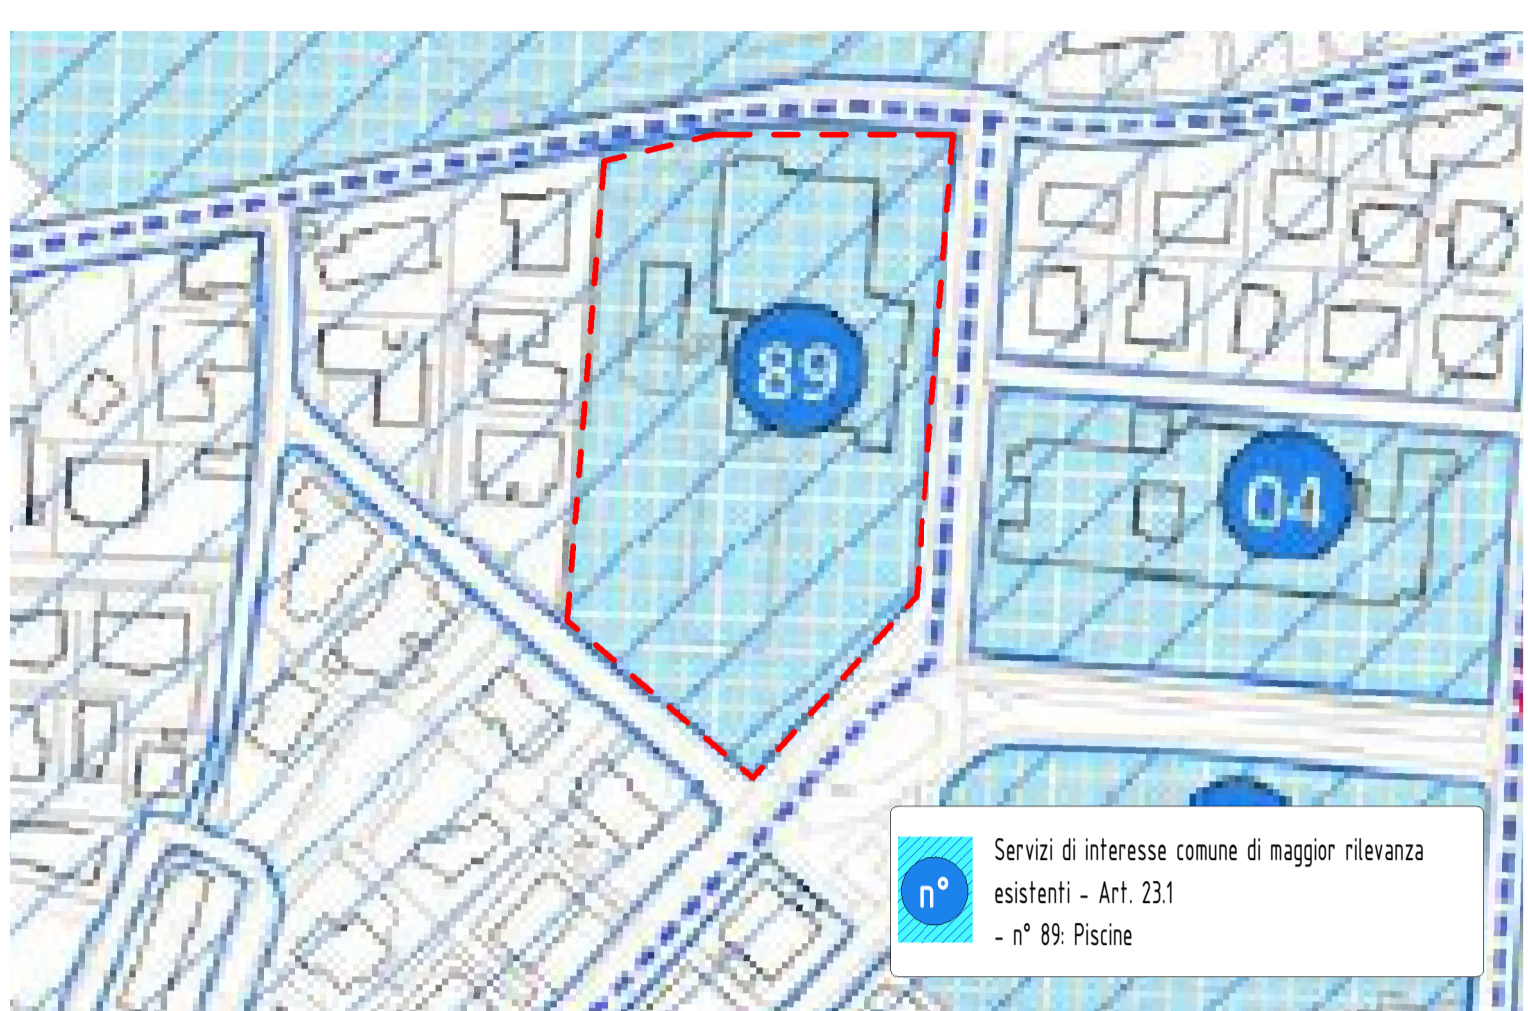 89
04
n°
Servizi di interesse comune di maggior rilevanza
esistenti - Art. 23.1
- n° 89: Piscine